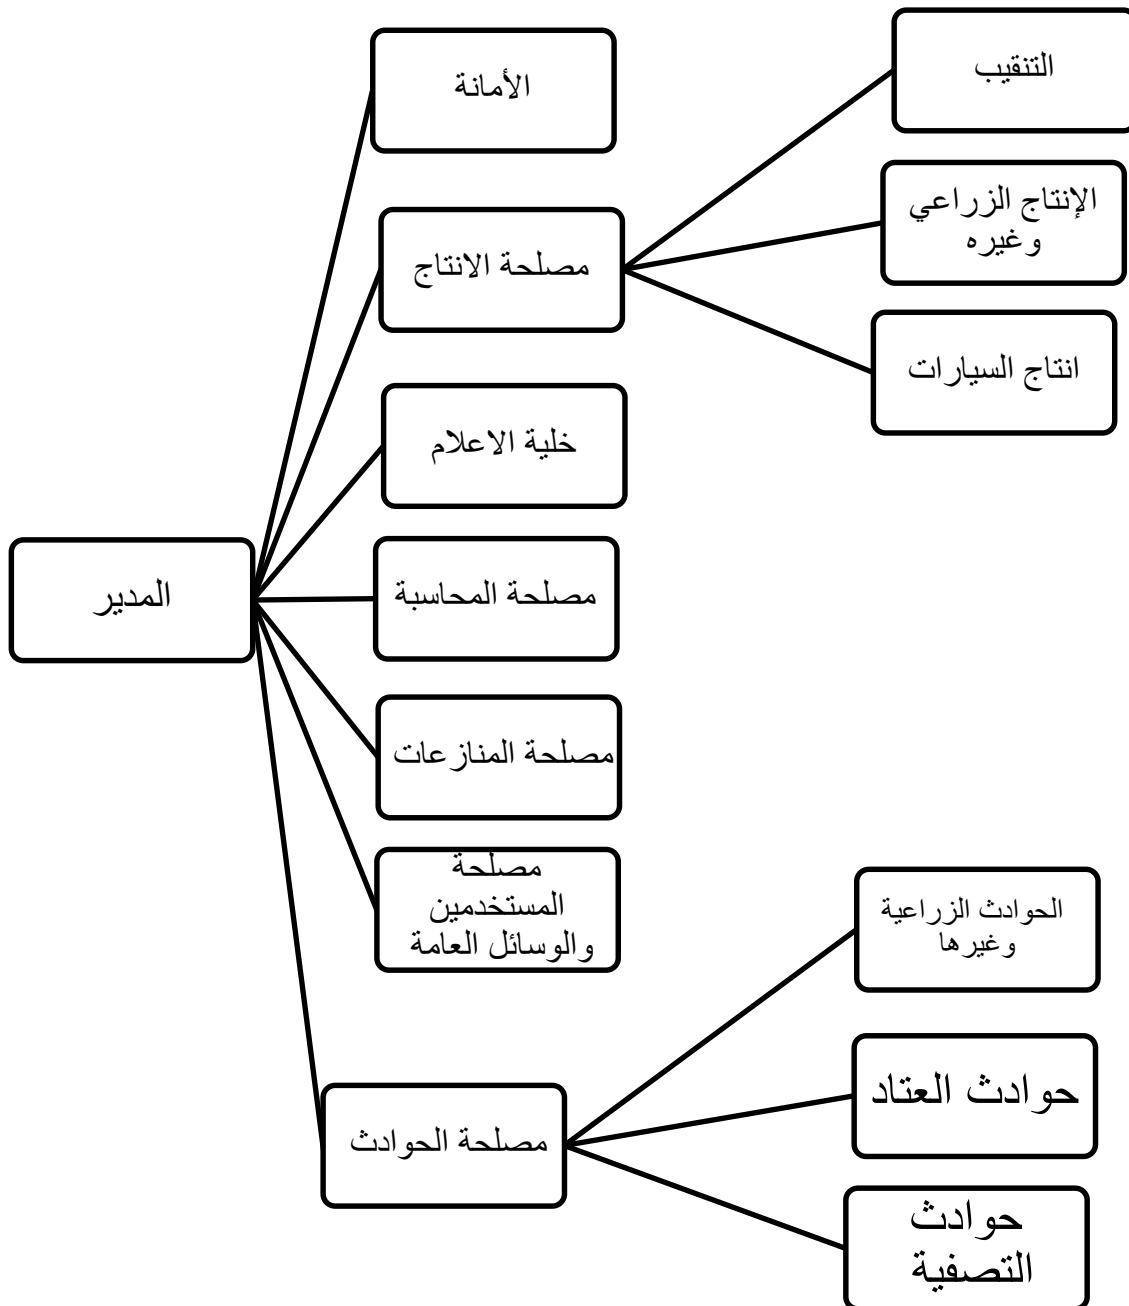 المدير
الأمانة
مصلحة الانتاج
التنقيب
الإنتاج الزراعي
وغيره
انتاج السيارات
خلية الاعلام
مصلحة المحاسبة
مصلحة المنازعات
مصلحة
المستخدمين
والوسائل العامة
مصلحة الحوادث
الحوادث الزراعية
وغيرها
حوادث العتاد
حوادث
التصفية